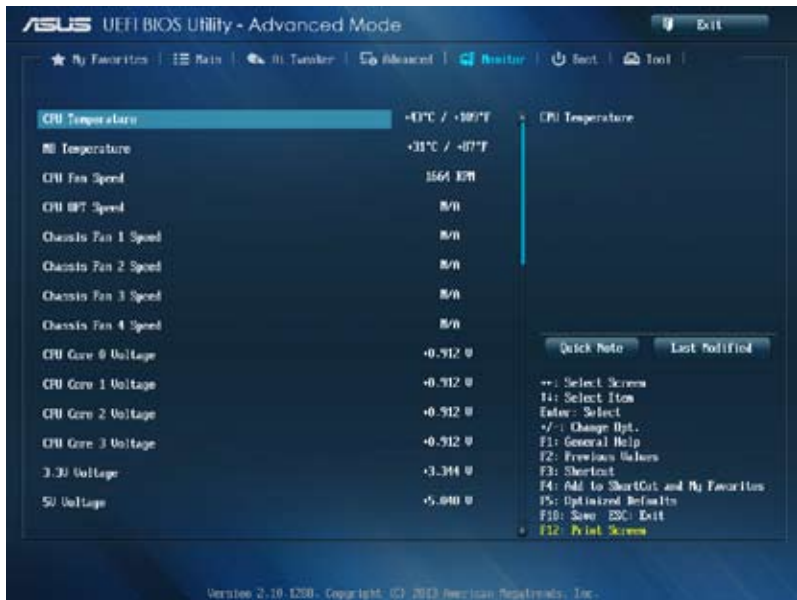 ASUS UEFI BIOS Utility - Advanced Mode
Exit
My Favorites Main Ai Tweaker Advanced Monitor Boot Tool
CPU Temperature +43°C / +109°F
MB Temperature +31°C / +87°F
CPU Fan Speed 1664 RPM
CPU OPT Speed N/A
Chassis Fan 1 Speed N/A
Chassis Fan 2 Speed N/A
Chassis Fan 3 Speed N/A
Chassis Fan 4 Speed N/A
CPU Core 0 Voltage +0.912 V
CPU Core 1 Voltage +0.912 V
CPU Core 2 Voltage +0.912 V
CPU Core 3 Voltage +0.912 V
3.3V Voltage +3.344 V
5V Voltage +5.040 V
CPU Temperature
Quick Note Last Modified
→←: Select Screen
↑↓: Select Item
Enter: Select
+/-: Change Opt.
F1: General Help
F2: Previous Values
F3: Shortcut
F4: Add to ShortCut and My Favorites
F5: Optimized Defaults
F10: Save ESC: Exit
F12: Print Screen
Version 2.10.1208. Copyright (C) 2013 American Megatrends, Inc.